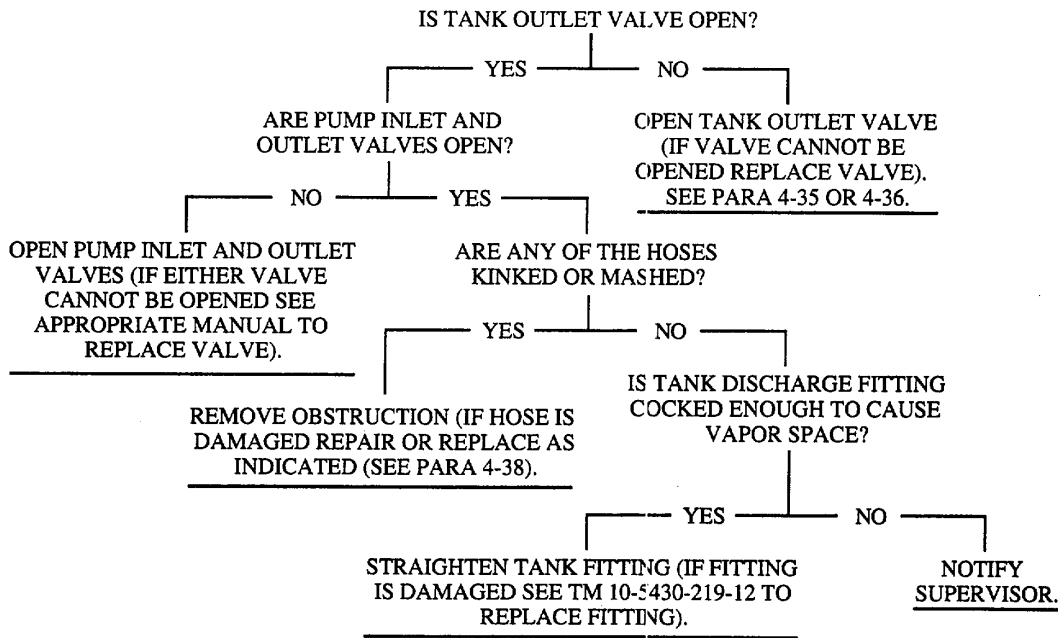 IS TANK OUTLET VALVE OPEN?
YES
NO
ARE PUMP INLET AND
OUTLET VALVES OPEN?
OPEN TANK OUTLET VALVE
(IF VALVE CANNOT BE
OPENED REPLACE VALVE).
SEE PARA 4-35 OR 4-36.
NO
YES
OPEN PUMP INLET AND OUTLET
VALVES (IF EITHER VALVE
CANNOT BE OPENED SEE
APPROPRIATE MANUAL TO
REPLACE VALVE).
ARE ANY OF THE HOSES
KINKED OR MASHED?
YES
NO
REMOVE OBSTRUCTION (IF HOSE IS
DAMAGED REPAIR OR REPLACE AS
INDICATED (SEE PARA 4-38).
IS TANK DISCHARGE FITTING
COCKED ENOUGH TO CAUSE
VAPOR SPACE?
YES
NO
STRAIGHTEN TANK FITTING (IF FITTING
IS DAMAGED SEE TM 10-5430-219-12 TO
REPLACE FITTING).
NOTIFY
SUPERVISOR.